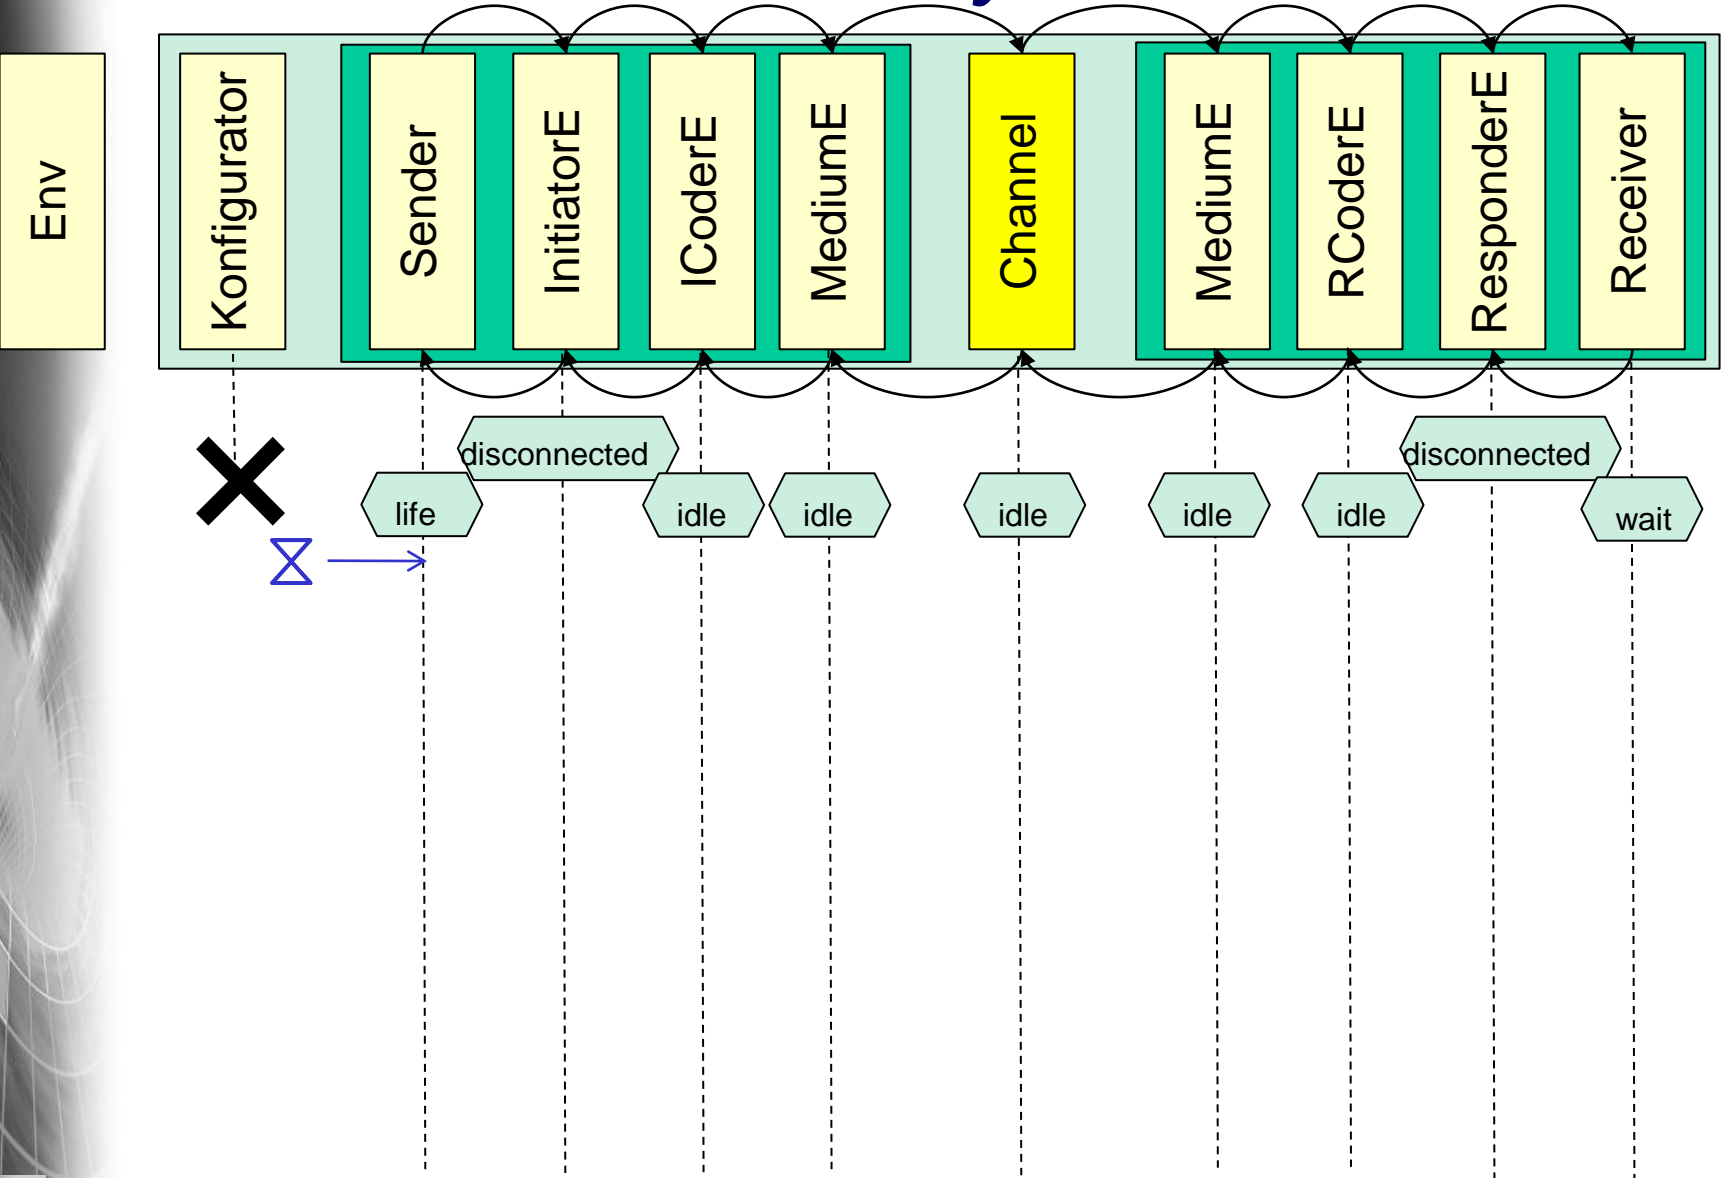 Env
Konfigurator
Sender
InitiatorE
ICoderE
MediumE
Channel
MediumE
RCoderE
ResponderE
Receiver
disconnected
disconnected
life
idle
idle
idle
idle
idle
wait